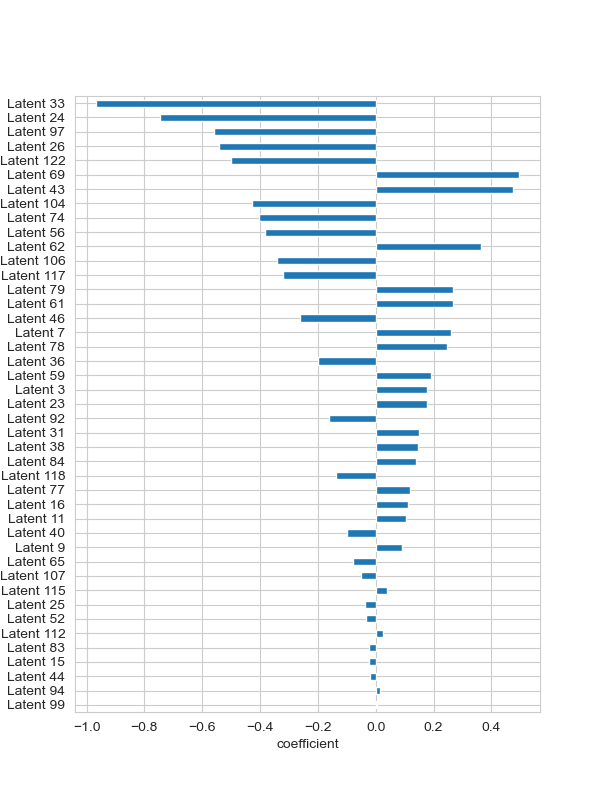 Latent 33
Latent 24
Latent 97
Latent 26
Latent 122
Latent 69
Latent 43
Latent 104
Latent 74
Latent 56
Latent 62
Latent 106
Latent 117
Latent 79
Latent 61
Latent 46
Latent 7
Latent 78
Latent 36
Latent 59
Latent 3
Latent 23
Latent 92
Latent 31
Latent 38
Latent 84
Latent 118
Latent 77
Latent 16
Latent 11
Latent 40
Latent 9
Latent 65
Latent 107
Latent 115
Latent 25
Latent 52
Latent 112
Latent 83
Latent 15
Latent 44
Latent 94
Latent 99
−1.0 −0.8 −0.6 −0.4 −0.2 0.0 0.2 0.4
coefficient